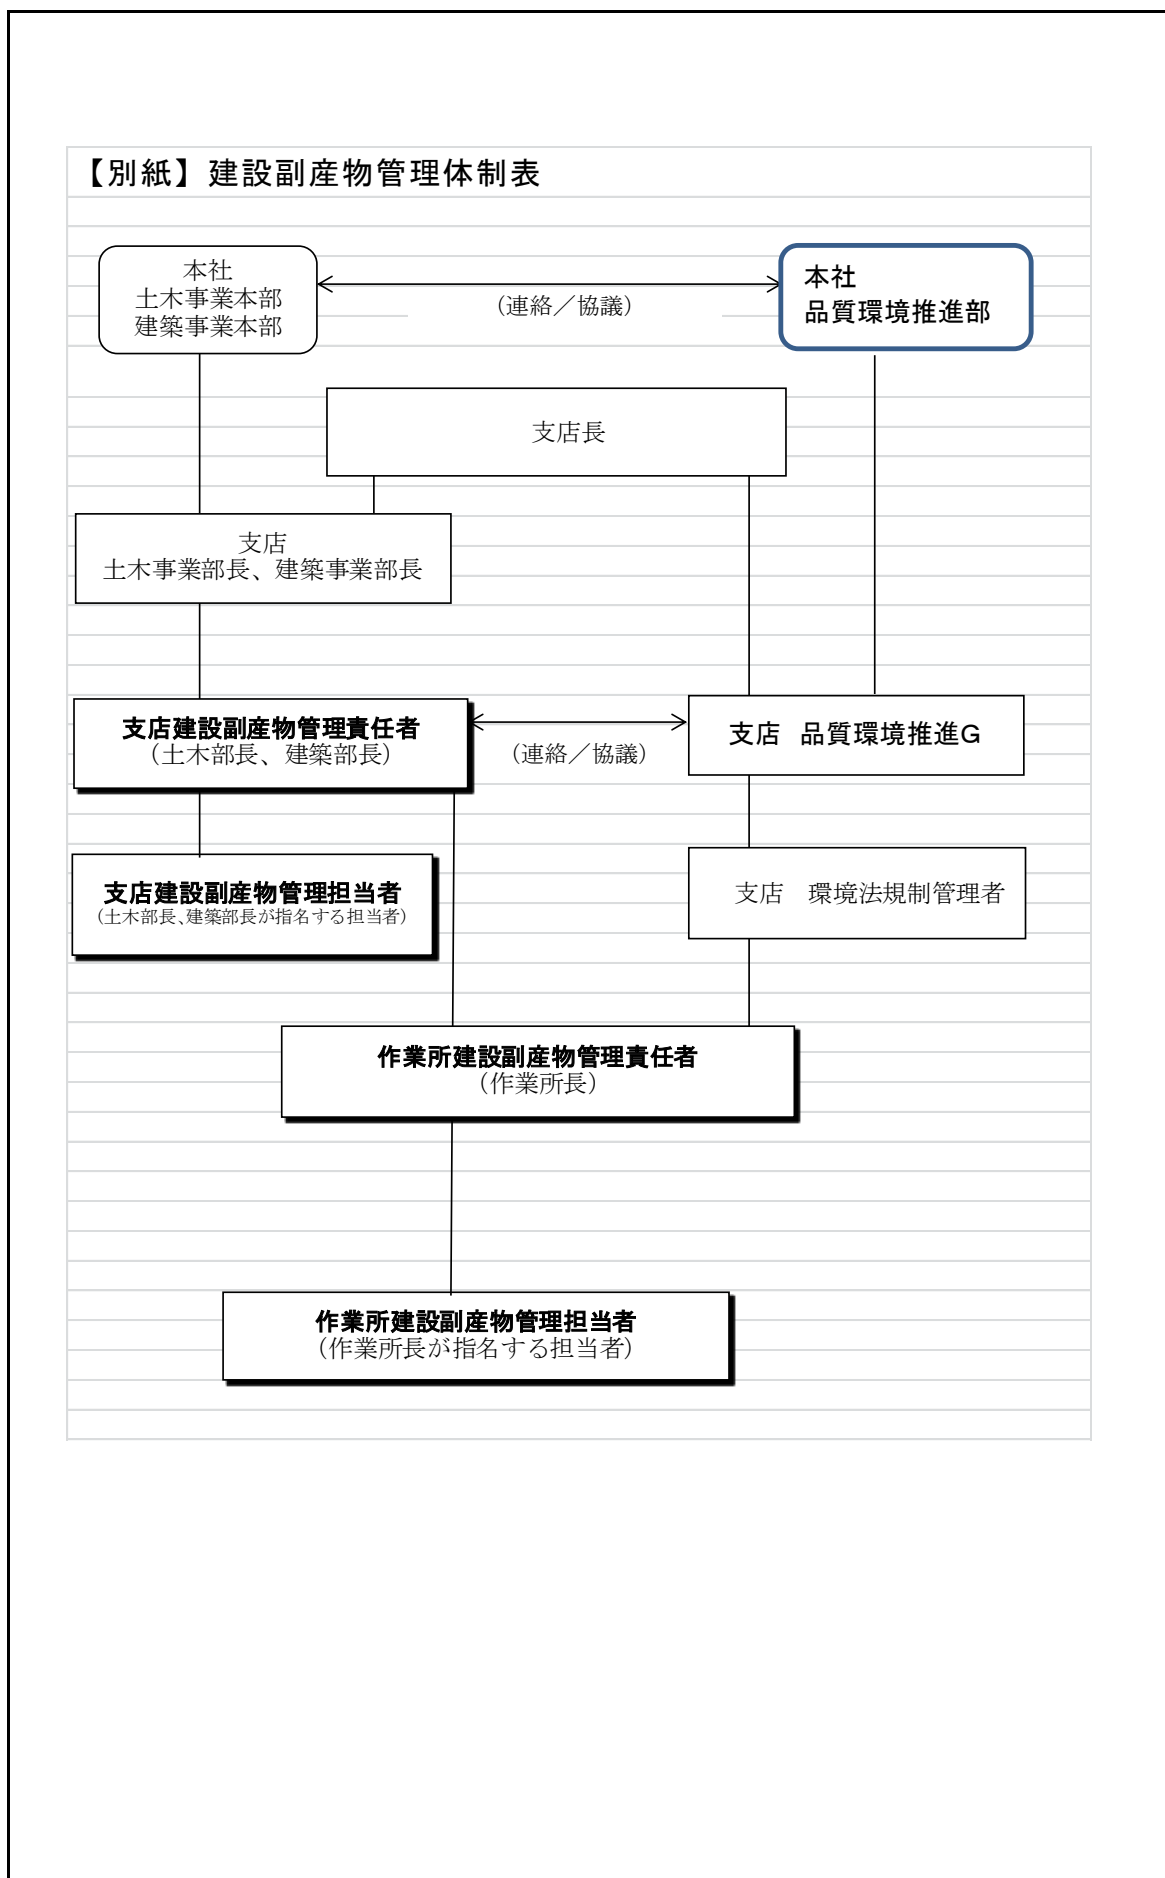 【別紙】建設副産物管理体制表
本社
土木事業本部
建築事業本部
(連絡／協議)
本社
品質環境推進部
支店長
支店
土木事業部長、建築事業部長
支店建設副産物管理責任者
(土木部長、建築部長)
(連絡／協議)
支店　品質環境推進G
支店建設副産物管理担当者
(土木部長、建築部長が指名する担当者)
支店　環境法規制管理者
作業所建設副産物管理責任者
(作業所長)
作業所建設副産物管理担当者
(作業所長が指名する担当者)